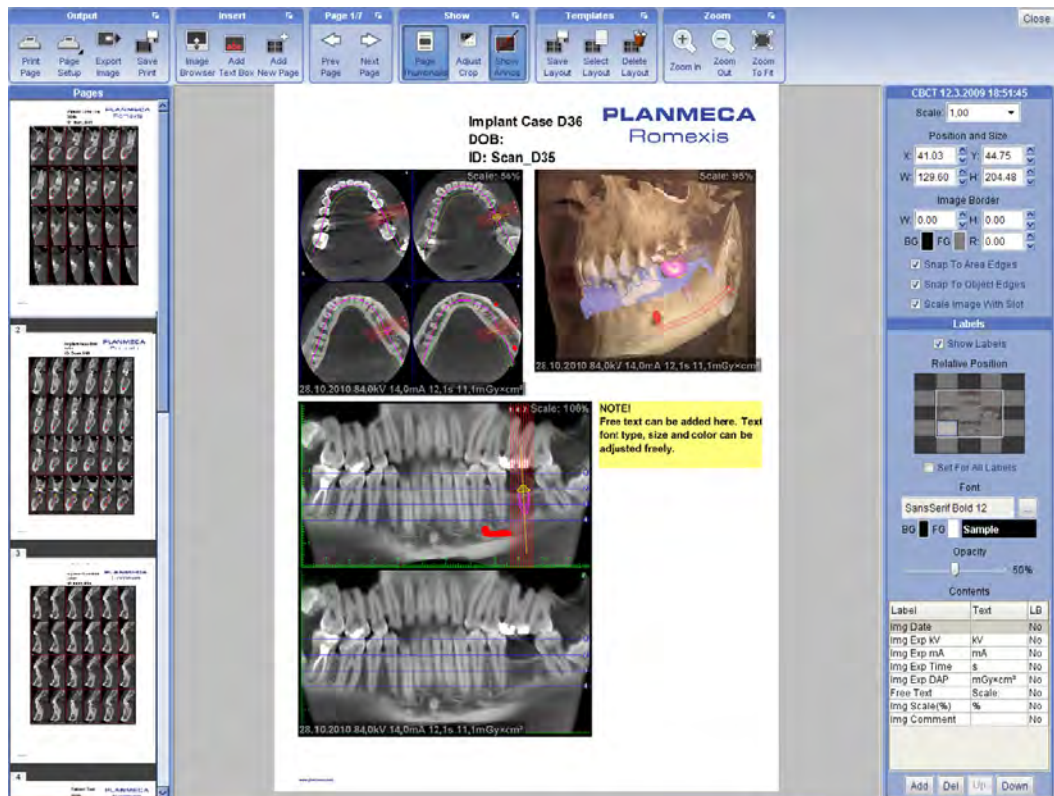 Output
Insert
Page 1/7
Show
Templates
Zoom
Close
Print Page
Page Setup
Export Image
Save Print
Image Browser
Add Text Box
Add New Page
Prev Page
Next Page
Page Thumbnails
Adjust Crop
Show Annos
Save Layout
Select Layout
Delete Layout
Zoom In
Zoom Out
Zoom To Fit
Pages
PLANMECA
Romexis
2
PLANMECA
3
4
PLANMECA
Implant Case D36
DOB:
ID: Scan_D35
PLANMECA
Romexis
Scale: 95%
28.10.2010 84,0kV 14,0mA 12,1s 11,1mGy×cm²
28.10.2010 84,0kV 14,0mA 12,1s 11,1mGy×cm²
Scale: 100%
NOTE!
Free text can be added here. Text
font type, size and color can be
adjusted freely.
28.10.2010 84,0kV 14,0mA 12,1s 11,1mGy×cm²
CBCT 12.3.2009 18:51:45
Scale: 1,00
Position and Size
X: 41.03 Y: 44.75
W: 129.60 H: 204.48
Image Border
W: 0.00 H: 0.00
BG FG R: 0.00
Snap To Area Edges
Snap To Object Edges
Scale Image With Slot
Labels
Show Labels
Relative Position
Set For All Labels
Font
SansSerif Bold 12 ...
BG FG Sample
Opacity
50%
Contents
Label Text LB
Img Date No
Img Exp kV kV No
Img Exp mA mA No
Img Exp Time s No
Img Exp DAP mGy×cm² No
Free Text Scale: No
Img Scale(%) % No
Img Comment No
Add Del Up Down